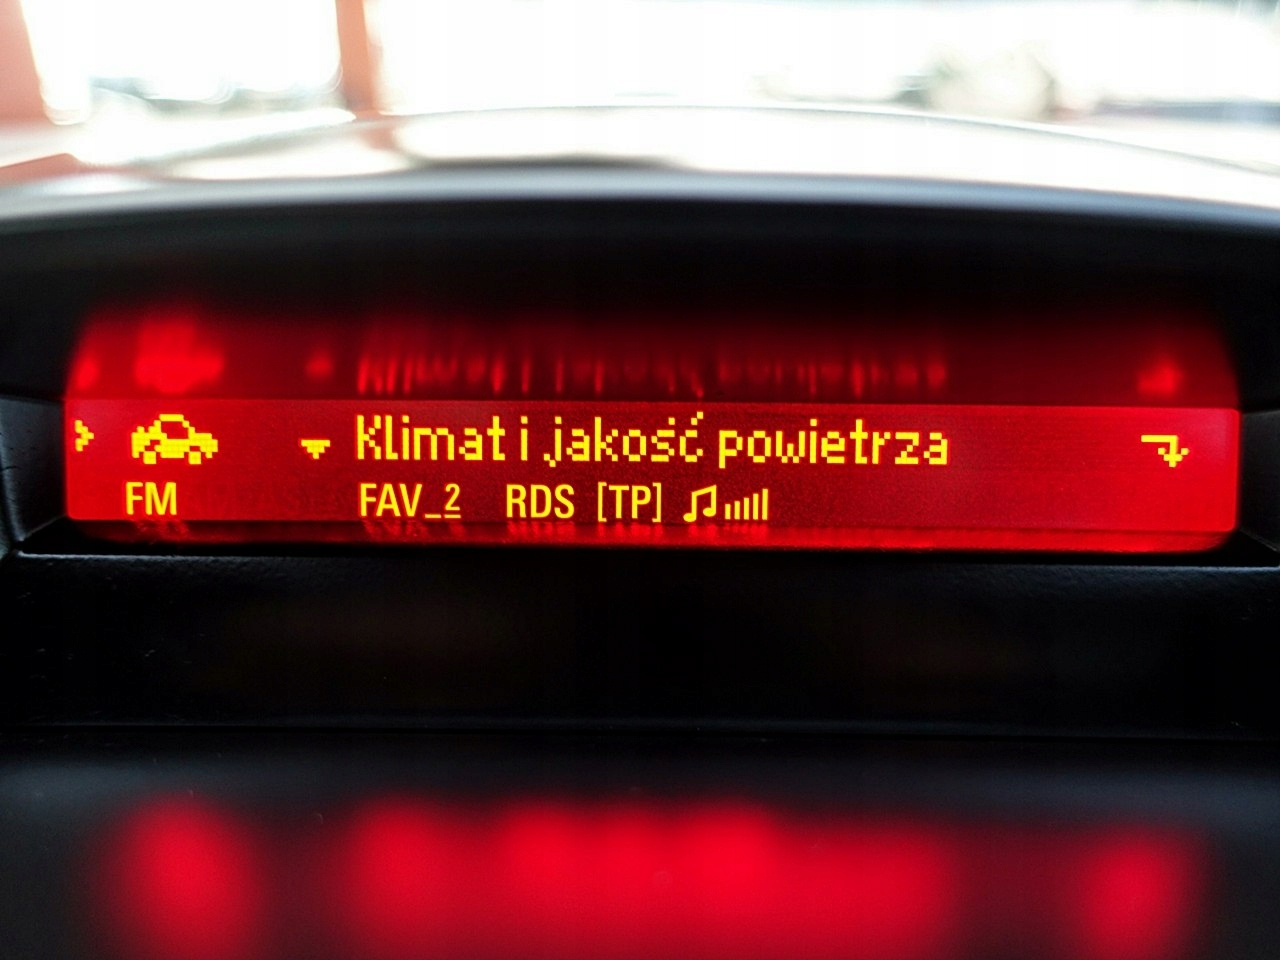 Klimat i jakość powietrza
FM FAV_2 RDS [TP]